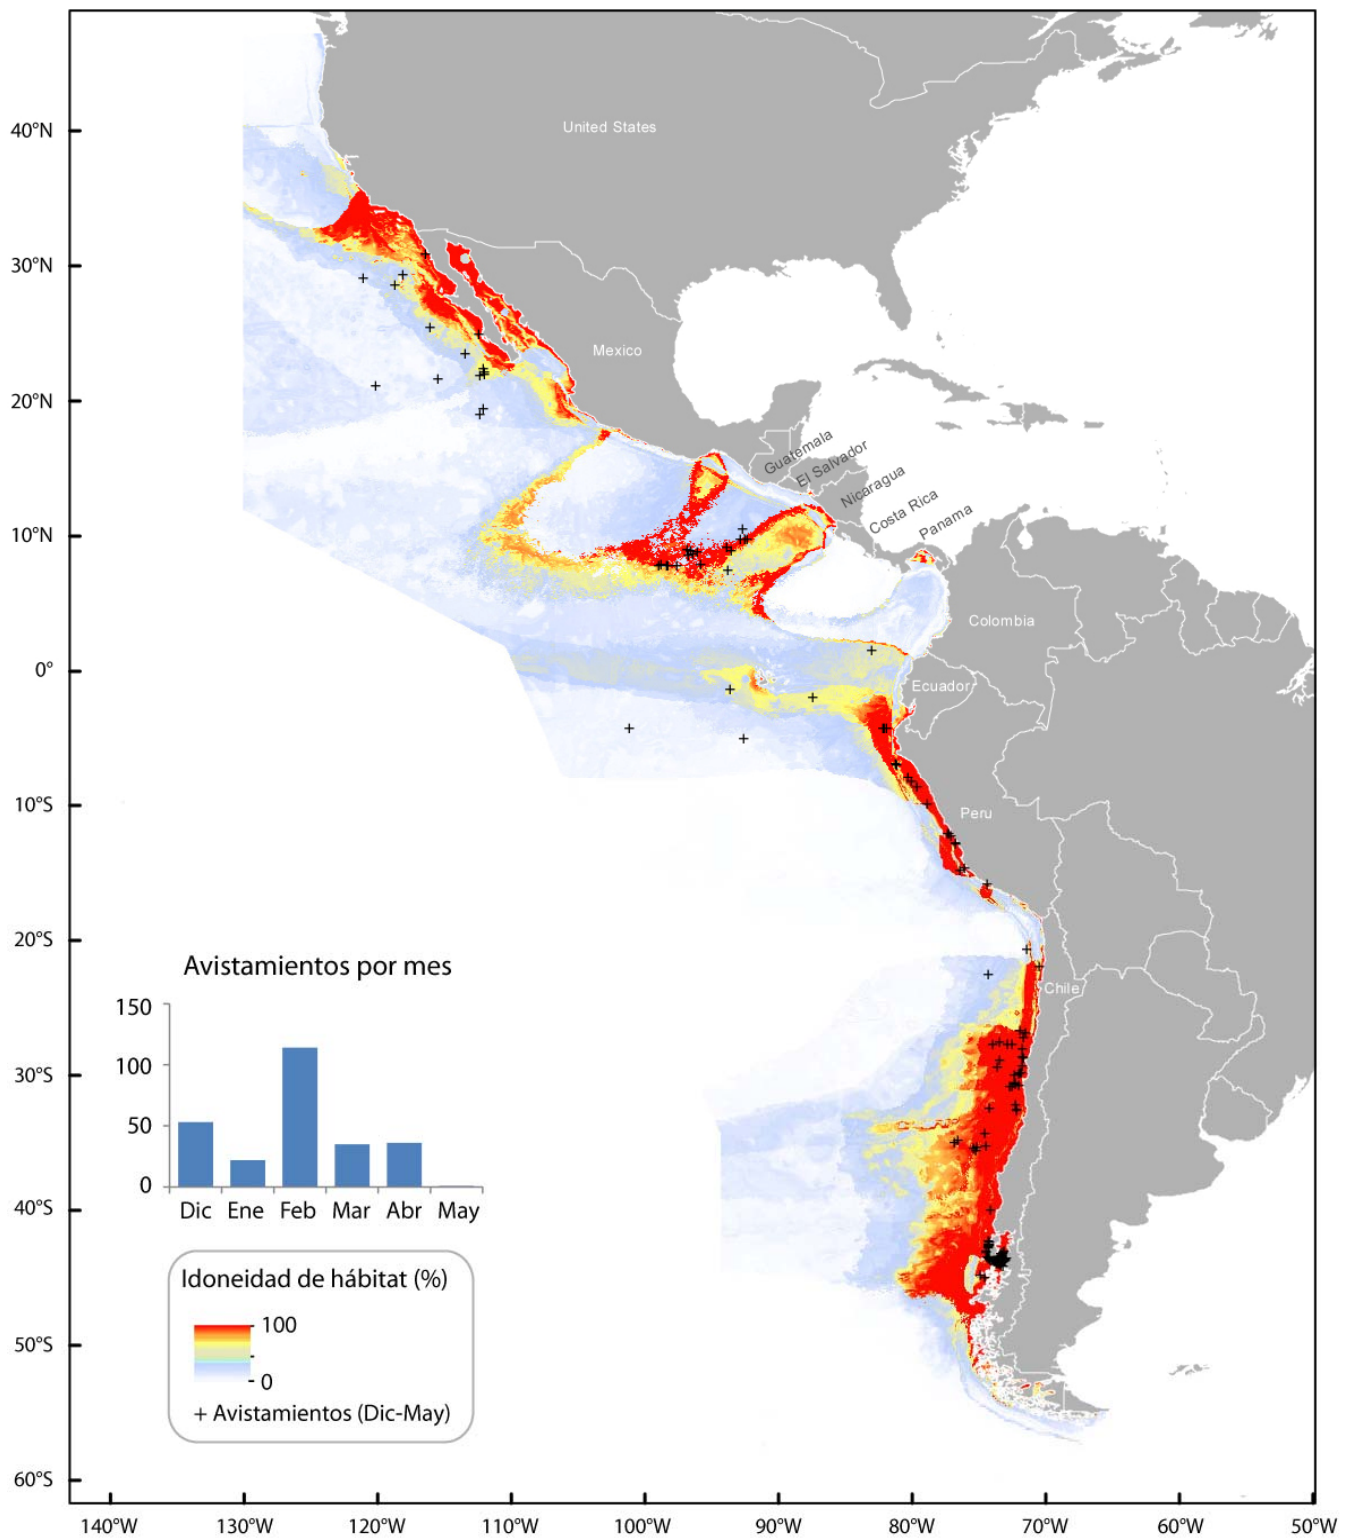 40°N
30°N
20°N
10°N
0°
10°S
20°S
30°S
40°S
50°S
60°S
United States
Mexico
Guatemala
El Salvador
Nicaragua
Costa Rica
Panama
Colombia
Ecuador
Peru
Chile
Avistamientos por mes
150
100
50
0
Dic Ene Feb Mar Abr May
Idoneidad de hábitat (%)
100
0
+ Avistamientos (Dic-May)
140°W 130°W 120°W 110°W 100°W 90°W 80°W 70°W 60°W 50°W